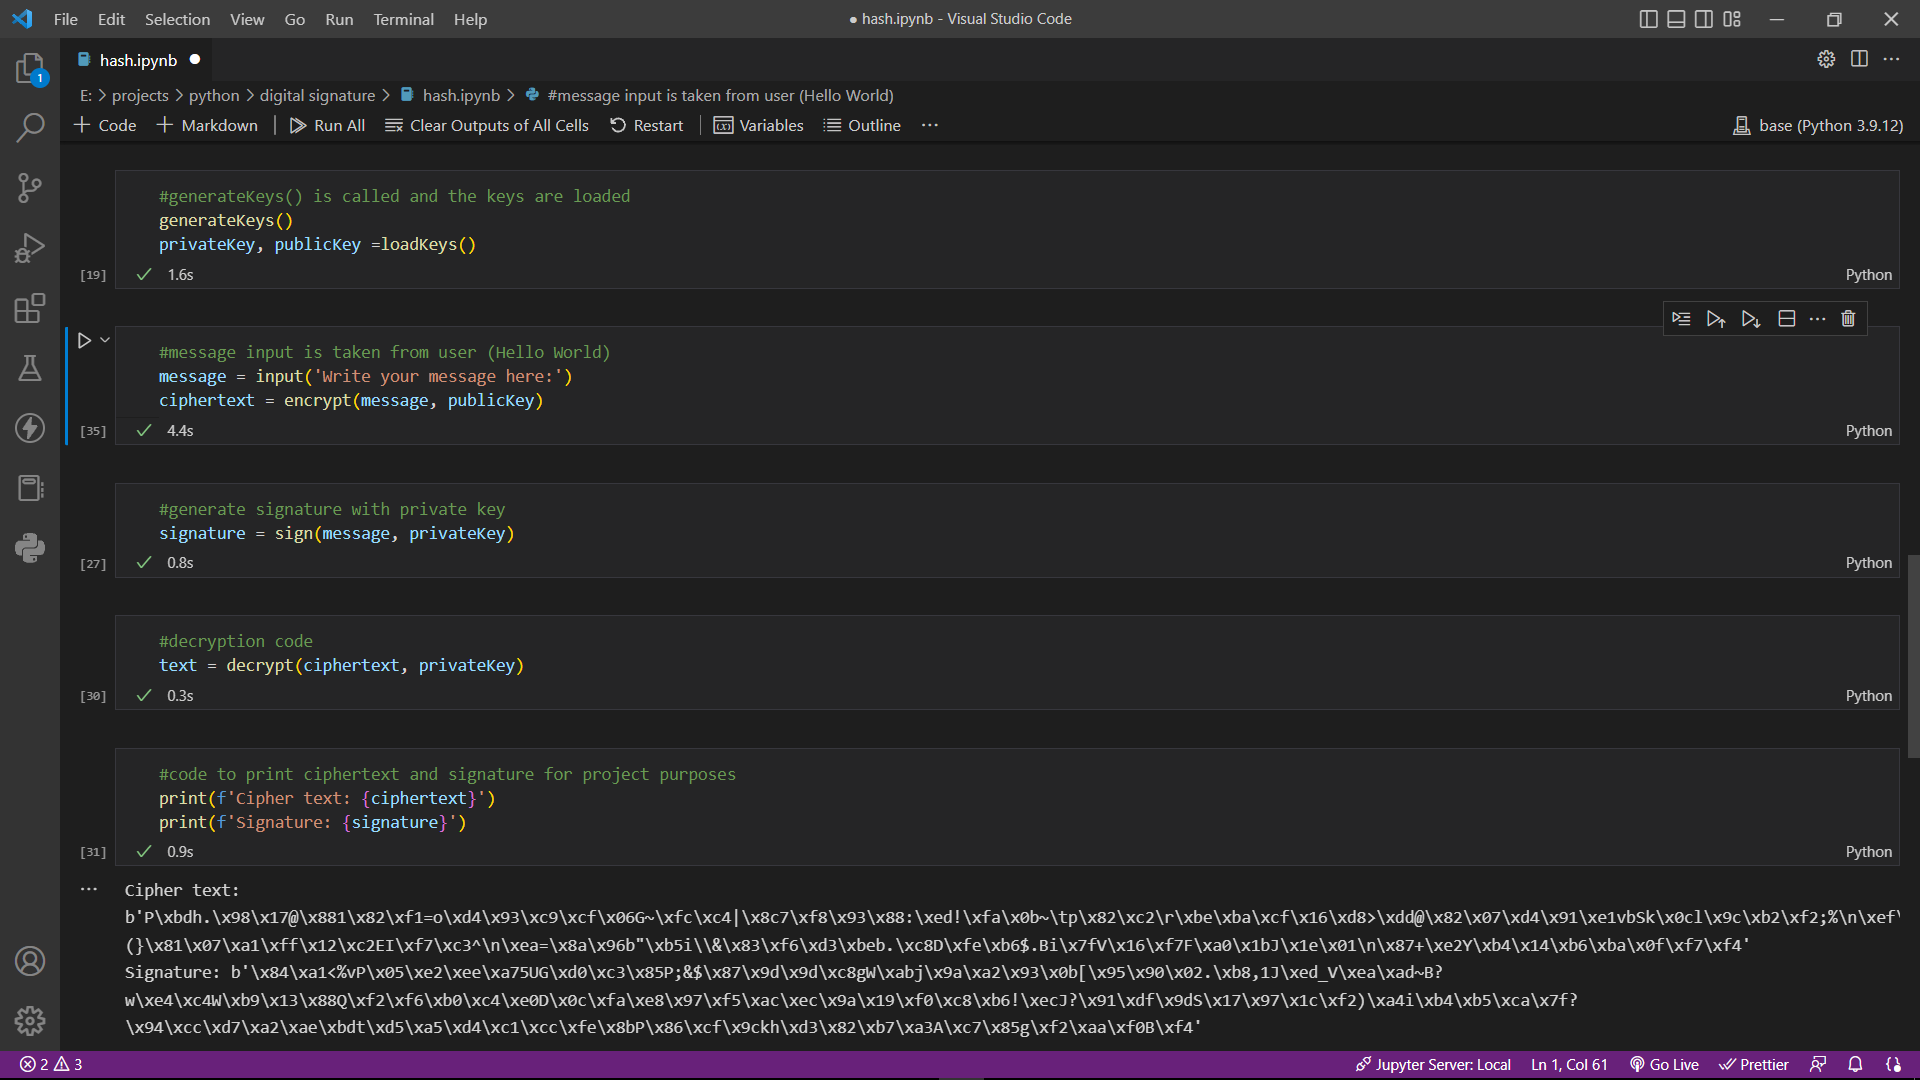 File Edit Selection View Go Run Terminal Help
● hash.ipynb - Visual Studio Code
1
hash.ipynb ●
E: > projects > python > digital signature > hash.ipynb > #message input is taken from user (Hello World)
+ Code + Markdown | Run All Clear Outputs of All Cells Restart | Variables Outline ···
base (Python 3.9.12)
#generateKeys() is called and the keys are loaded
generateKeys()
privateKey, publicKey =loadKeys()
[19] 1.6s Python
#message input is taken from user (Hello World)
message = input('Write your message here:')
ciphertext = encrypt(message, publicKey)
[35] 4.4s Python
#generate signature with private key
signature = sign(message, privateKey)
[27] 0.8s Python
#decryption code
text = decrypt(ciphertext, privateKey)
[30] 0.3s Python
#code to print ciphertext and signature for project purposes
print(f'Cipher text: {ciphertext}')
print(f'Signature: {signature}')
[31] 0.9s Python
··· Cipher text:
b'P\xbdh.\x98\x17@\x881\x82\xf1=o\xd4\x93\xc9\xcf\x06G~\xfc\xc4|\x8c7\xf8\x93\x88:\xed!\xfa\x0b~\tp\x82\xc2\r\xbe\xba\xcf\x16\xd8>\xdd@\x82\x07\xd4\x91\xe1vbSk\x0cl\x9c\xb2\xf2;%\n\xef\
(}\x81\x07\xa1\xff\x12\xc2EI\xf7\xc3^\n\xea=\x8a\x96b"\xb5i\\&\x83\xf6\xd3\xbeb.\xc8D\xfe\xb6$.Bi\x7fV\x16\xf7F\xa0\x1bJ\x1e\x01\n\x87+\xe2Y\xb4\x14\xb6\xba\x0f\xf7\xf4'
Signature: b'\x84\xa1<%vP\x05\xe2\xee\xa75UG\xd0\xc3\x85P;&$\x87\x9d\x9d\xc8gW\xabj\x9a\xa2\x93\x0b[\x95\x90\x02.\xb8,1J\xed_V\xea\xad~B?
w\xe4\xc4W\xb9\x13\x88Q\xf2\xf6\xb0\xc4\xe0D\x0c\xfa\xe8\x97\xf5\xac\xec\x9a\x19\xf0\xc8\xb6!\xecJ?\x91\xdf\x9dS\x17\x97\x1c\xf2)\xa4i\xb4\xb5\xca\x7f?
\x94\xcc\xd7\xa2\xae\xbdt\xd5\xa5\xd4\xc1\xcc\xfe\x8bP\x86\xcf\x9ckh\xd3\x82\xb7\xa3A\xc7\x85g\xf2\xaa\xf0B\xf4'
2 3 Jupyter Server: Local Ln 1, Col 61 Go Live Prettier